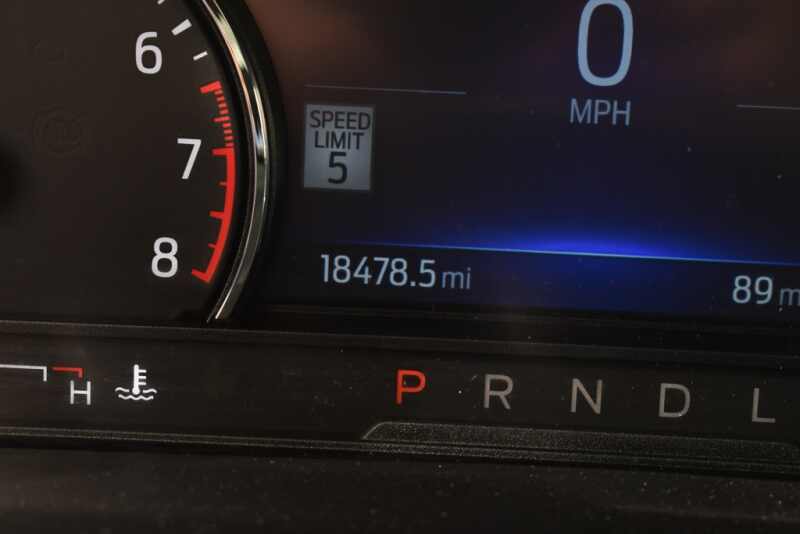 6
7
8
0
MPH
SPEED
LIMIT
5
18478.5 mi
89 m
H
P R N D L